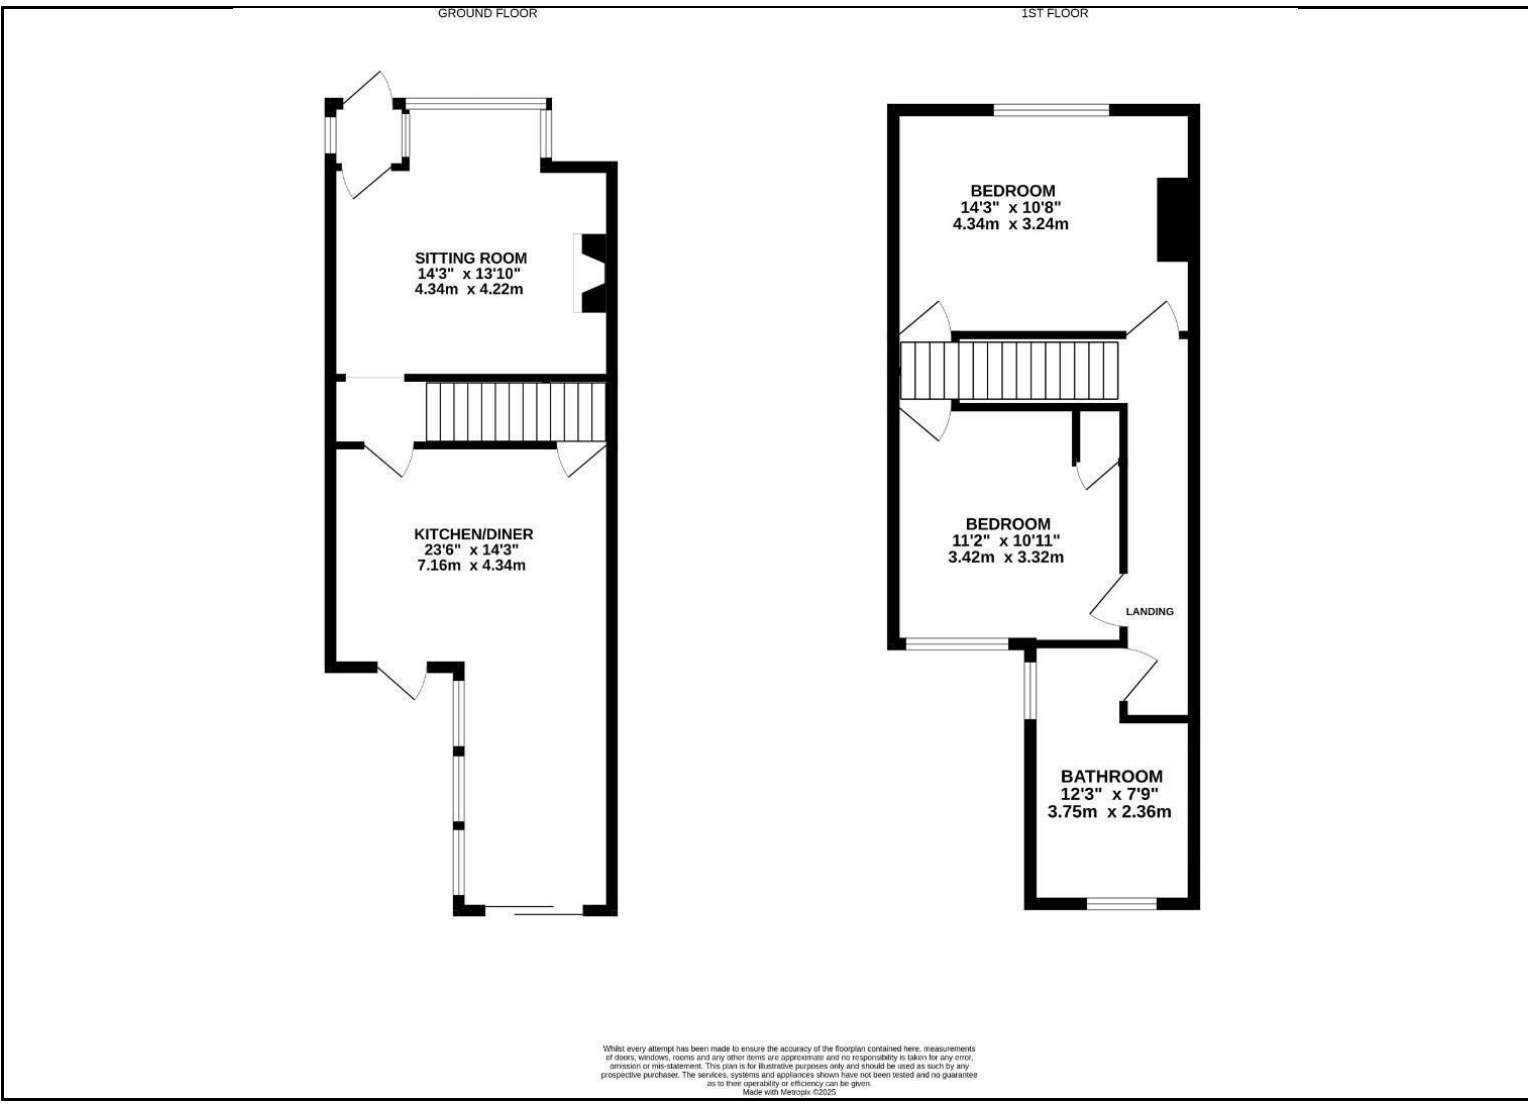 GROUND FLOOR
1ST FLOOR
SITTING ROOM
14'3" x 13'10"
4.34m x 4.22m
KITCHEN/DINER
23'6" x 14'3"
7.16m x 4.34m
BEDROOM
14'3" x 10'8"
4.34m x 3.24m
BEDROOM
11'2" x 10'11"
3.42m x 3.32m
LANDING
BATHROOM
12'3" x 7'9"
3.75m x 2.36m
Whilst every attempt has been made to ensure the accuracy of the floorplan contained here, measurements
of doors, windows, rooms and any other items are approximate and no responsibility is taken for any error,
omission or mis-statement. This plan is for illustrative purposes only and should be used as such by any
prospective purchaser. The services, systems and appliances shown have not been tested and no guarantee
as to their operability or efficiency can be given.
Made with Metropix ©2025